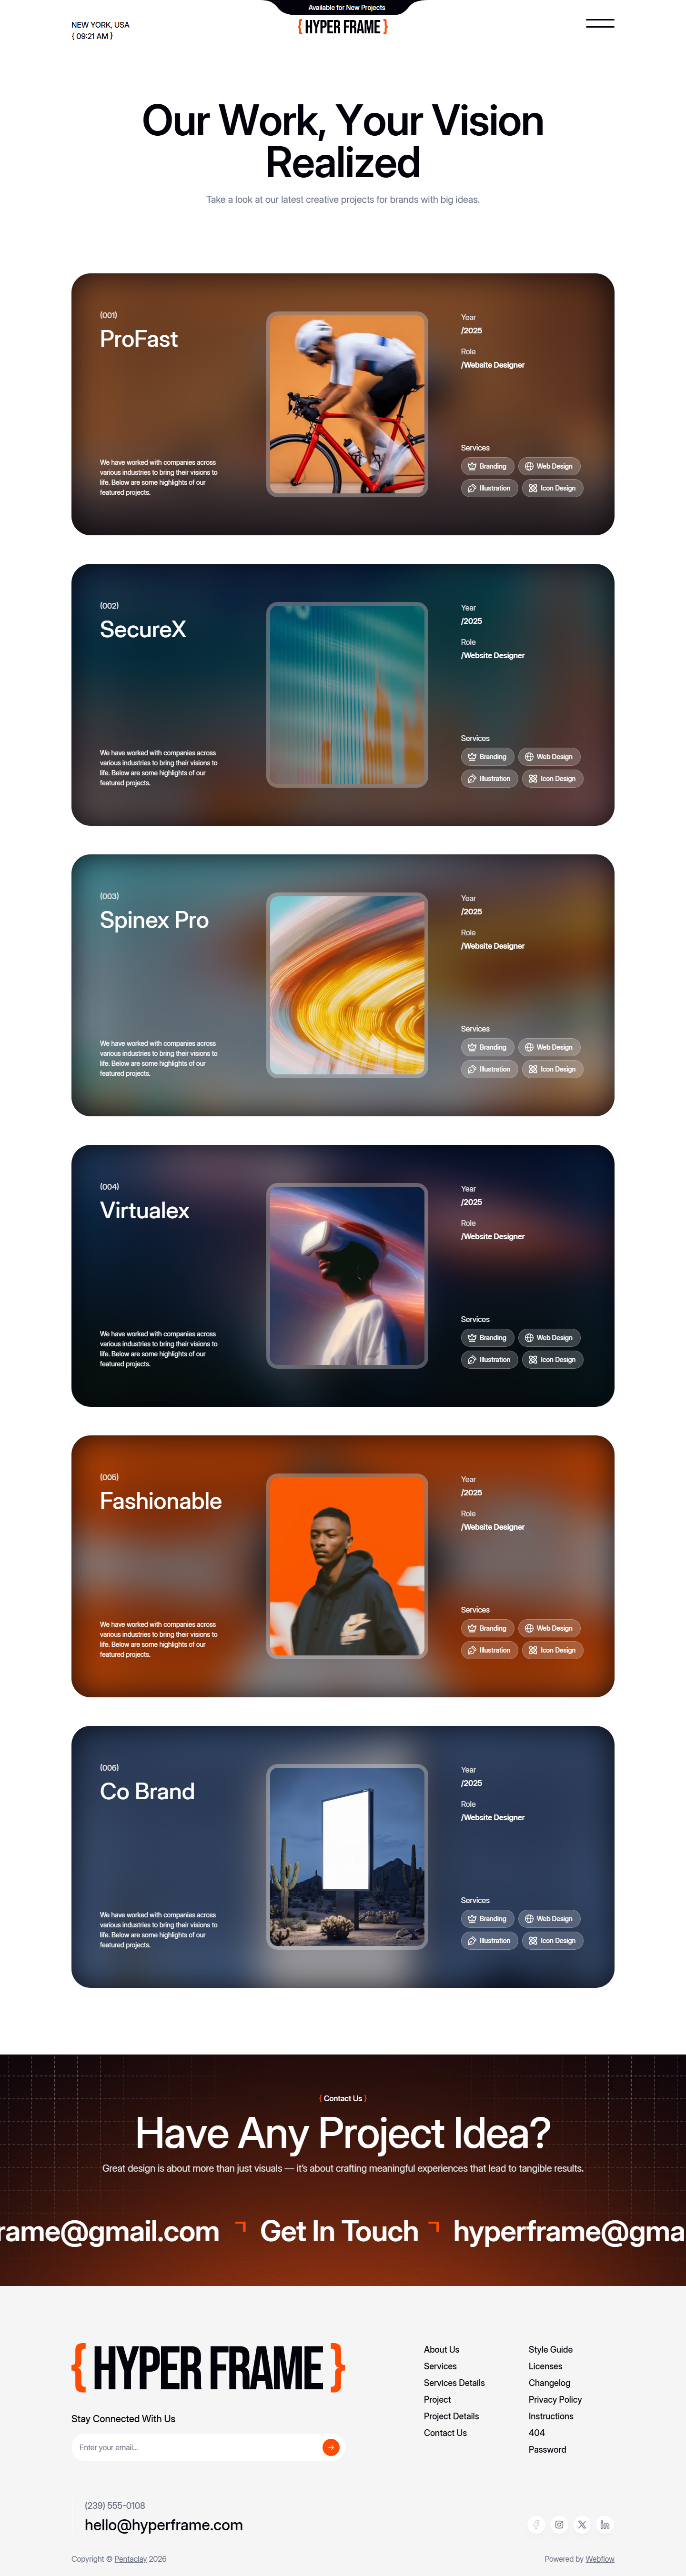 Available for New Projects
NEW YORK, USA
{ 09:21 AM }
{ HYPER FRAME }
Our Work, Your Vision
Realized
Take a look at our latest creative projects for brands with big ideas.
(001)
ProFast
We have worked with companies across
various industries to bring their visions to
life. Below are some highlights of our
featured projects.
Year
/2025
Role
/Website Designer
Services
Branding
Web Design
Illustration
Icon Design
(002)
SecureX
We have worked with companies across
various industries to bring their visions to
life. Below are some highlights of our
featured projects.
Year
/2025
Role
/Website Designer
Services
Branding
Web Design
Illustration
Icon Design
(003)
Spinex Pro
We have worked with companies across
various industries to bring their visions to
life. Below are some highlights of our
featured projects.
Year
/2025
Role
/Website Designer
Services
Branding
Web Design
Illustration
Icon Design
(004)
Virtualex
We have worked with companies across
various industries to bring their visions to
life. Below are some highlights of our
featured projects.
Year
/2025
Role
/Website Designer
Services
Branding
Web Design
Illustration
Icon Design
(005)
Fashionable
We have worked with companies across
various industries to bring their visions to
life. Below are some highlights of our
featured projects.
Year
/2025
Role
/Website Designer
Services
Branding
Web Design
Illustration
Icon Design
(006)
Co Brand
We have worked with companies across
various industries to bring their visions to
life. Below are some highlights of our
featured projects.
Year
/2025
Role
/Website Designer
Services
Branding
Web Design
Illustration
Icon Design
{ Contact Us }
Have Any Project Idea?
Great design is about more than just visuals — it's about crafting meaningful experiences that lead to tangible results.
rame@gmail.com Get In Touch hyperframe@gma
{ HYPER FRAME }
Stay Connected With Us
Enter your email...
About Us
Services
Services Details
Project
Project Details
Contact Us
Style Guide
Licenses
Changelog
Privacy Policy
Instructions
404
Password
(239) 555-0108
hello@hyperframe.com
Copyright © Pentaclay 2026
Powered by Webflow